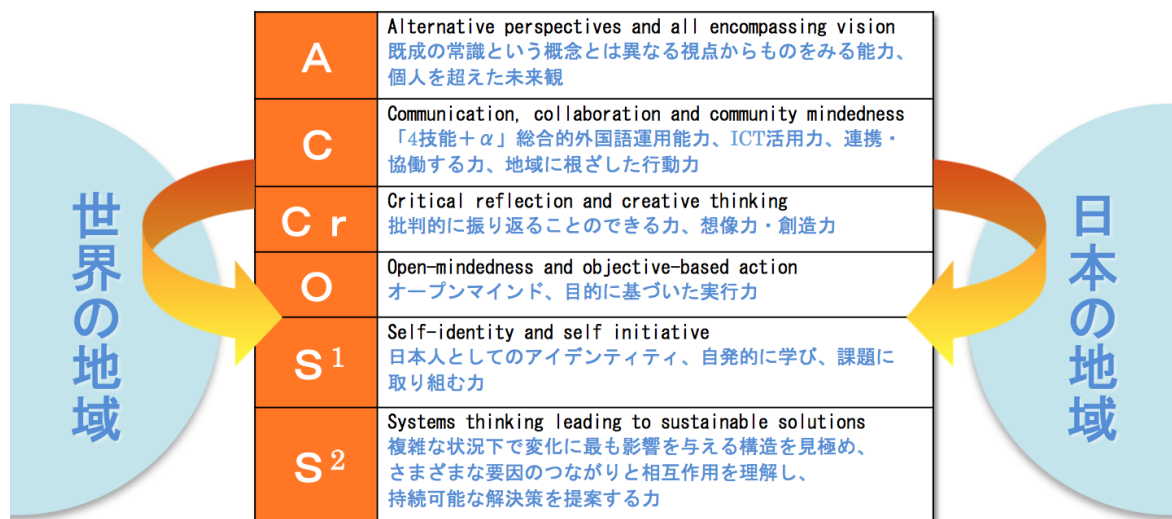 世界の地域
A
Alternative perspectives and all encompassing vision
既成の常識という概念とは異なる視点からものをみる能力、
個人を超えた未来観
C
Communication, collaboration and community mindedness
「4技能＋α」総合的外国語運用能力、ICT活用力、連携・
協働する力、地域に根ざした行動力
Cr
Critical reflection and creative thinking
批判的に振り返ることのできる力、想像力・創造力
O
Open-mindedness and objective-based action
オープンマインド、目的に基づいた実行力
S¹
Self-identity and self initiative
日本人としてのアイデンティティ、自発的に学び、課題に
取り組む力
S²
Systems thinking leading to sustainable solutions
複雑な状況下で変化に最も影響を与える構造を見極め、
さまざまな要因のつながりと相互作用を理解し、
持続可能な解決策を提案する力
日本の地域